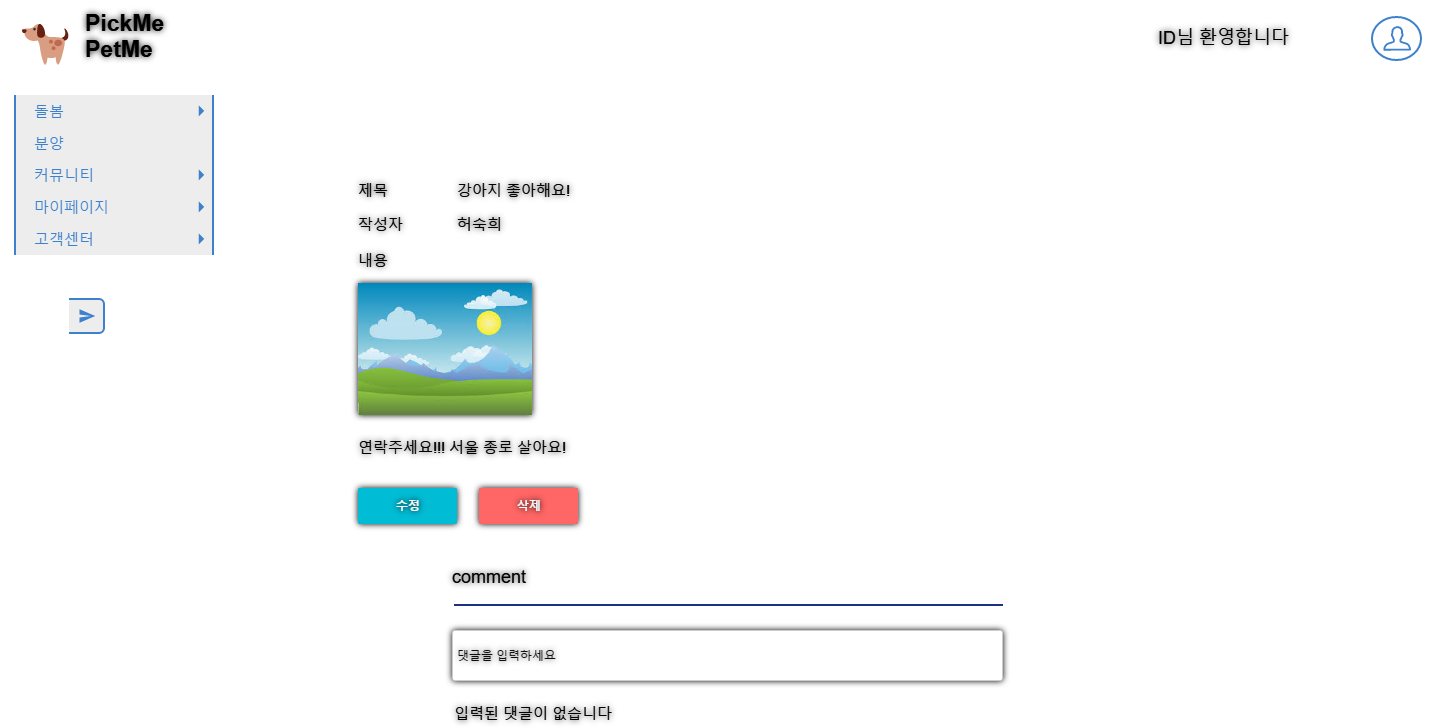 PickMe
PetMe
ID님 환영합니다
돌봄
분양
커뮤니티
마이페이지
고객센터
제목 강아지 좋아해요!
작성자 허숙희
내용
연락주세요!!! 서울 종로 살아요!
수정 삭제
comment
댓글을 입력하세요
입력된 댓글이 없습니다